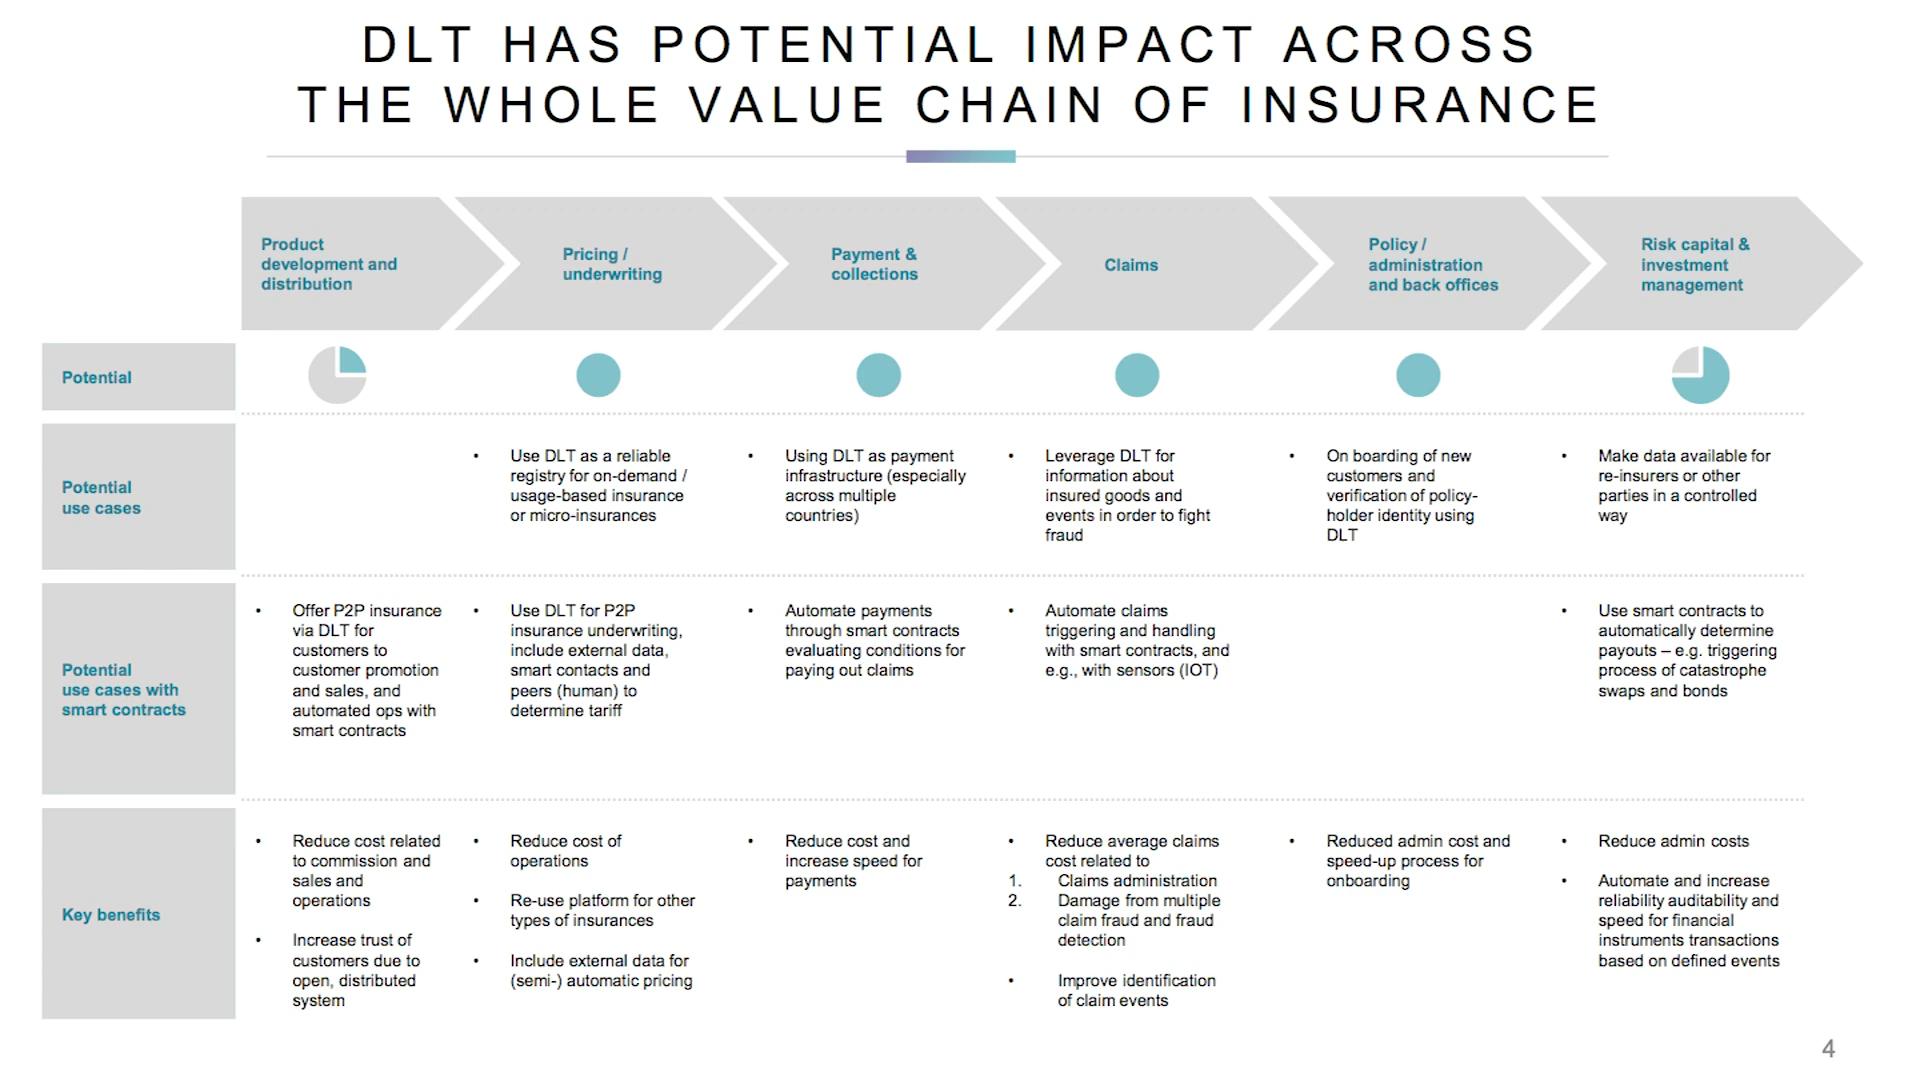 DLT HAS POTENTIAL IMPACT ACROSS
THE WHOLE VALUE CHAIN OF INSURANCE
Product
development and
distribution
Pricing /
underwriting
Payment &
collections
Claims
Policy /
administration
and back offices
Risk capital &
investment
management
Potential
Potential
use cases
• Use DLT as a reliable
registry for on-demand /
usage-based insurance
or micro-insurances
• Using DLT as payment
infrastructure (especially
across multiple
countries)
• Leverage DLT for
information about
insured goods and
events in order to fight
fraud
• On boarding of new
customers and
verification of policy-
holder identity using
DLT
• Make data available for
re-insurers or other
parties in a controlled
way
Potential
use cases with
smart contracts
• Offer P2P insurance
via DLT for
customers to
customer promotion
and sales, and
automated ops with
smart contracts
• Use DLT for P2P
insurance underwriting,
include external data,
smart contacts and
peers (human) to
determine tariff
• Automate payments
through smart contracts
evaluating conditions for
paying out claims
• Automate claims
triggering and handling
with smart contracts, and
e.g., with sensors (IOT)
• Use smart contracts to
automatically determine
payouts – e.g. triggering
process of catastrophe
swaps and bonds
Key benefits
• Reduce cost related
to commission and
sales and
operations
• Increase trust of
customers due to
open, distributed
system
• Reduce cost of
operations
• Re-use platform for other
types of insurances
• Include external data for
(semi-) automatic pricing
• Reduce cost and
increase speed for
payments
• Reduce average claims
cost related to
1. Claims administration
2. Damage from multiple
claim fraud and fraud
detection
• Improve identification
of claim events
• Reduced admin cost and
speed-up process for
onboarding
• Reduce admin costs
• Automate and increase
reliability auditability and
speed for financial
instruments transactions
based on defined events
4